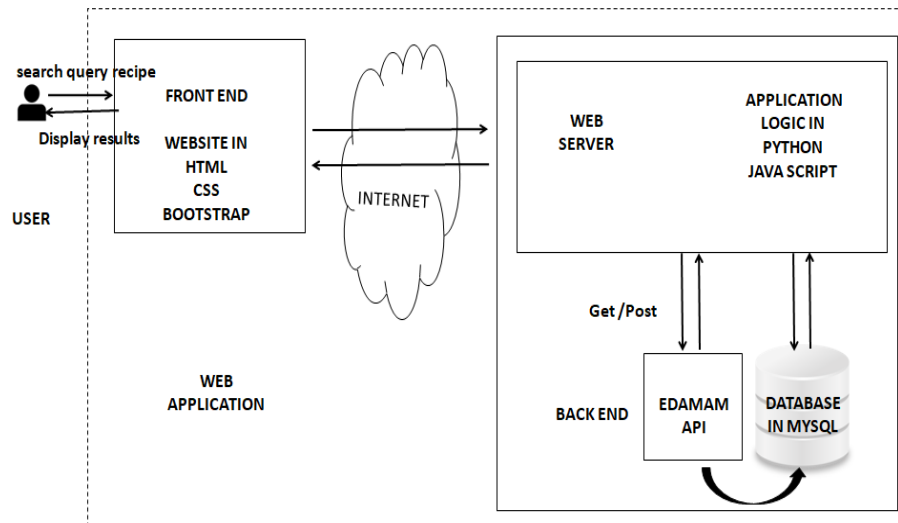 search query recipe
Display results
USER
FRONT END
WEBSITE IN
HTML
CSS
BOOTSTRAP
INTERNET
WEB
SERVER
APPLICATION
LOGIC IN
PYTHON
JAVA SCRIPT
Get /Post
WEB
APPLICATION
BACK END
EDAMAM
API
DATABASE
IN MYSQL